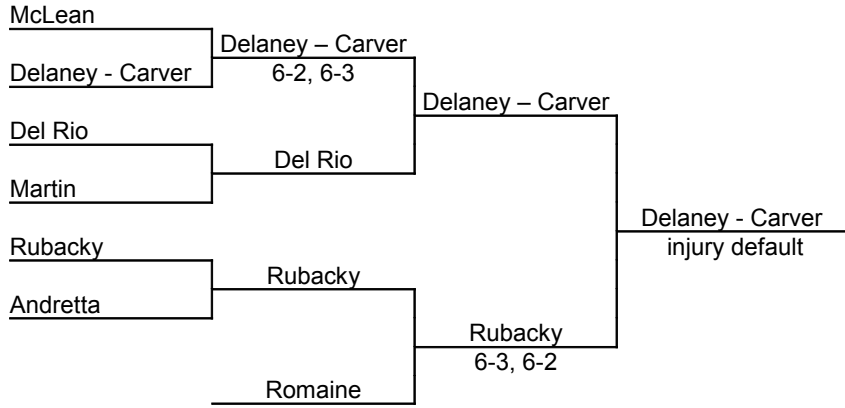 McLean
Delaney – Carver
6-2, 6-3
Delaney - Carver
Delaney – Carver
Del Rio
Del Rio
Martin
Delaney - Carver
injury default
Rubacky
Rubacky
Andretta
Rubacky
6-3, 6-2
Romaine